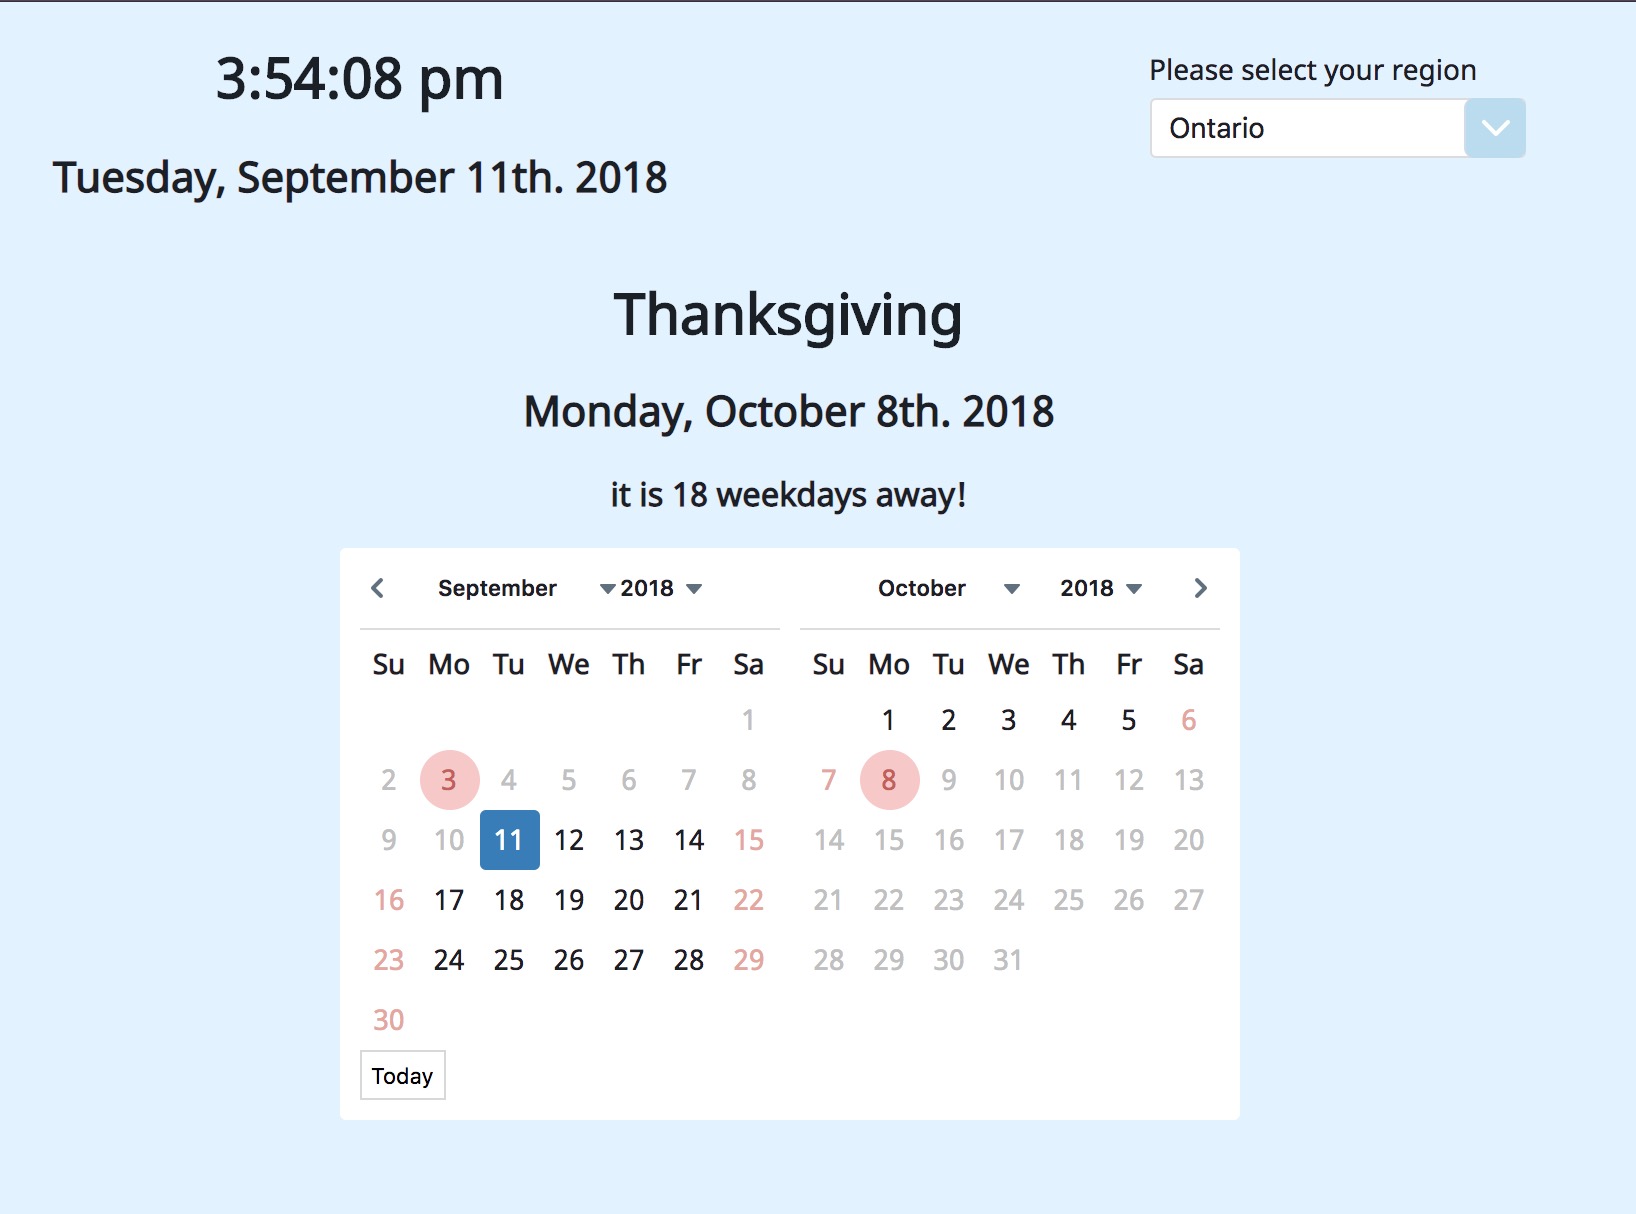 3:54:08 pm
Please select your region
Ontario
Tuesday, September 11th. 2018
Thanksgiving
Monday, October 8th. 2018
it is 18 weekdays away!
September 2018 October 2018
Su Mo Tu We Th Fr Sa Su Mo Tu We Th Fr Sa
1 1 2 3 4 5 6
2 3 4 5 6 7 8 7 8 9 10 11 12 13
9 10 11 12 13 14 15 14 15 16 17 18 19 20
16 17 18 19 20 21 22 21 22 23 24 25 26 27
23 24 25 26 27 28 29 28 29 30 31
30
Today